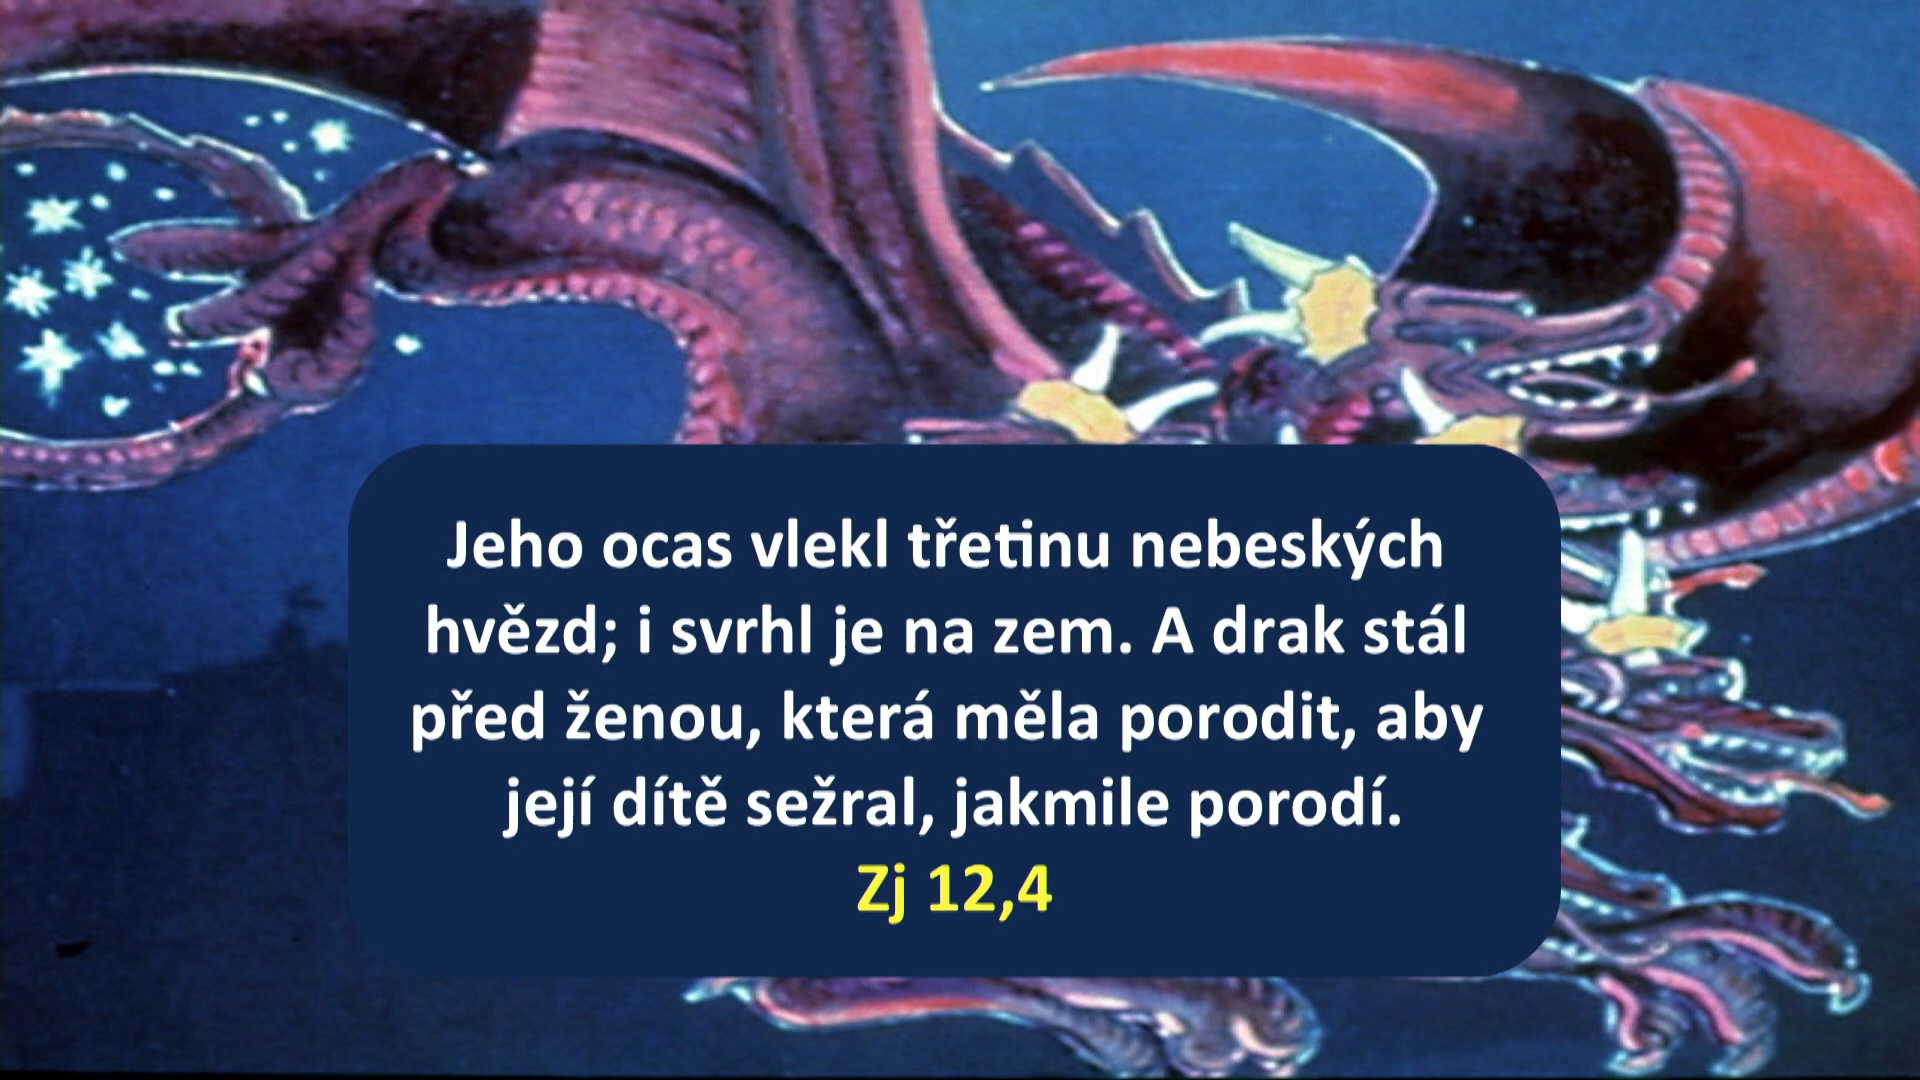 Jeho ocas vlekl třetinu nebeských
hvězd; i svrhl je na zem. A drak stál
před ženou, která měla porodit, aby
její dítě sežral, jakmile porodí.
Zj 12,4